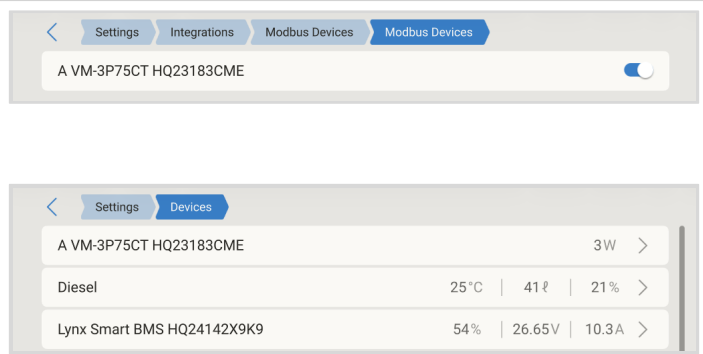 Settings Integrations Modbus Devices Modbus Devices
A VM-3P75CT HQ23183CME
Settings Devices
A VM-3P75CT HQ23183CME 3W
Diesel 25°C 41ℓ 21%
Lynx Smart BMS HQ24142X9K9 54% 26.65V 10.3A